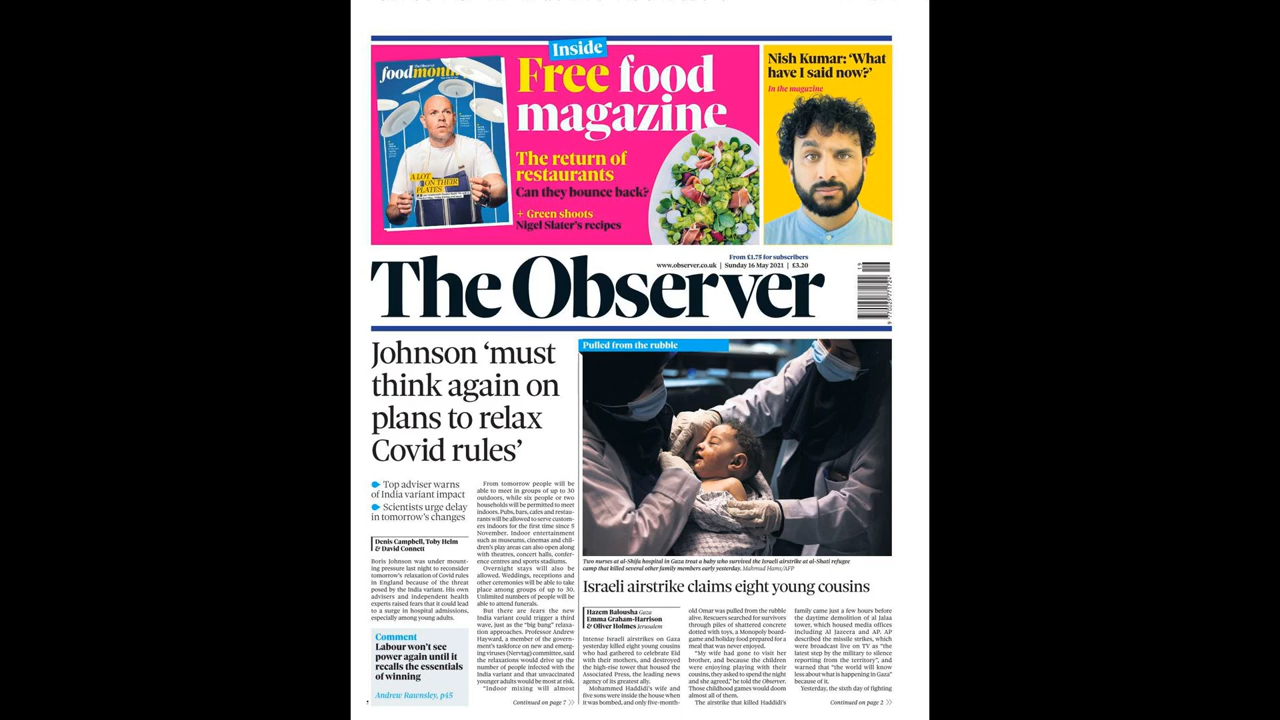 Inside
Free food
magazine
The return of
restaurants
Can they bounce back?
+ Green shoots
Nigel Slater's recipes
food
A LOT
ON THEIR
PLATES
Nish Kumar: ‘What
have I said now?’
In the magazine
From £1.75 for subscribers
www.observer.co.uk | Sunday 16 May 2021 | £3.20
The Observer
Johnson ‘must
think again on
plans to relax
Covid rules’
Top adviser warns
of India variant impact
Scientists urge delay
in tomorrow's changes
Denis Campbell, Toby Helm
& David Connett
Boris Johnson was under mount-
ing pressure last night to reconsider
tomorrow's relaxation of Covid rules
in England because of the threat
posed by the India variant. His own
advisers and independent health
experts raised fears that it could lead
to a surge in hospital admissions,
especially among young adults.
Comment
Labour won't see
power again until it
recalls the essentials
of winning
Andrew Rawnsley, p45
From tomorrow people will be
able to meet in groups of up to 30
outdoors, while six people or two
households will be permitted to meet
indoors. Pubs, bars, cafes and restau-
rants will be allowed to serve custom-
ers indoors for the first time since 5
November. Indoor entertainment
such as museums, cinemas and chil-
dren's play areas can also open along
with theatres, concert halls, confer-
ence centres and sports stadiums.
Overnight stays will also be
allowed. Weddings, receptions and
other ceremonies will be able to take
place among groups of up to 30.
Unlimited numbers of people will be
able to attend funerals.
But there are fears the new
India variant could trigger a third
wave, just as the “big bang” relaxa-
tion approaches. Professor Andrew
Hayward, a member of the govern-
ment's taskforce on new and emerg-
ing viruses (Nervtag) committee, said
the relaxations would drive up the
number of people infected with the
India variant and that unvaccinated
younger adults would be most at risk.
“Indoor mixing will almost
Continued on page 7
Pulled from the rubble
Two nurses at al-Shifa hospital in Gaza treat a baby who survived the Israeli airstrike at al-Shati refugee
camp that killed several other family members early yesterday. Mahmud Hams/AFP
Israeli airstrike claims eight young cousins
Hazem Balousha Gaza
Emma Graham-Harrison
& Oliver Holmes Jerusalem
Intense Israeli airstrikes on Gaza
yesterday killed eight young cousins
who had gathered to celebrate Eid
with their mothers, and destroyed
the high-rise tower that housed the
Associated Press, the leading news
agency of its greatest ally.
Mohammed Haddidi's wife and
five sons were inside the house when
it was bombed, and only five-month-
old Omar was pulled from the rubble
alive. Rescuers searched for survivors
through piles of shattered concrete
dotted with toys, a Monopoly board-
game and holiday food prepared for a
meal that was never enjoyed.
“My wife had gone to visit her
brother, and because the children
were enjoying playing with their
cousins, they asked to spend the night
and she agreed,” he told the Observer.
Those childhood games would doom
almost all of them.
The airstrike that killed Haddidi's
family came just a few hours before
the daytime demolition of al Jalaa
tower, which housed media offices
including Al Jazeera and AP. AP
described the missile strikes, which
were broadcast live on TV as “the
latest step by the military to silence
reporting from the territory”, and
warned that “the world will know
less about what is happening in Gaza”
because of it.
Yesterday, the sixth day of fighting
Continued on page 2